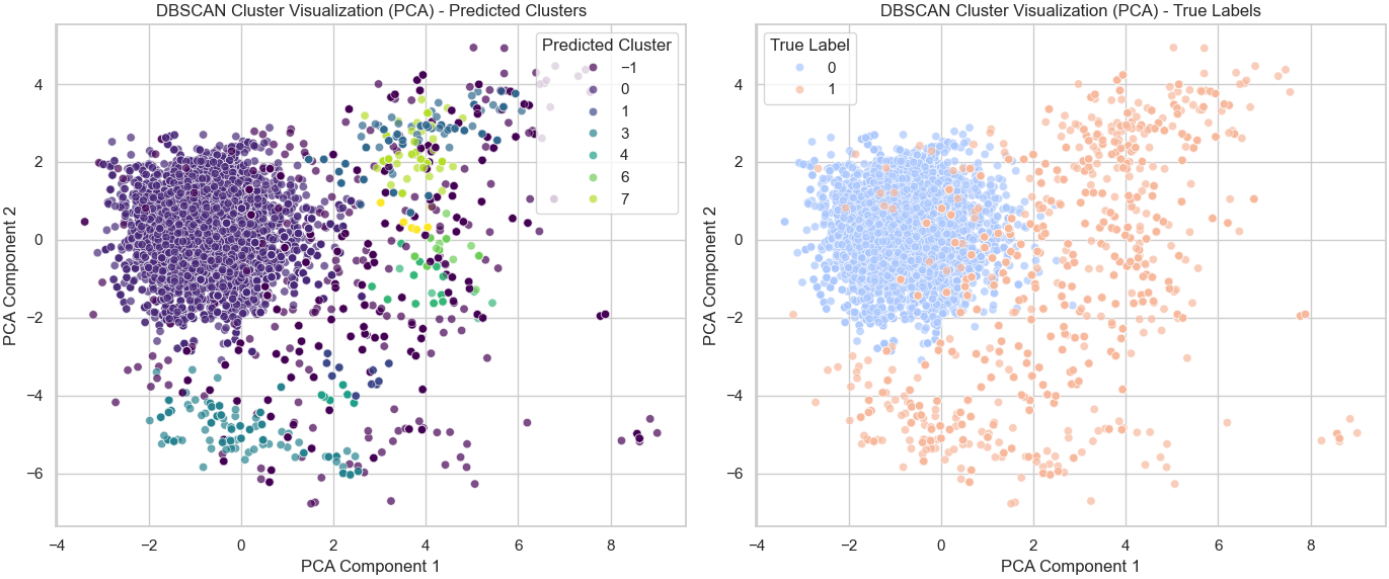 DBSCAN Cluster Visualization (PCA) - Predicted Clusters
Predicted Cluster
−1
0
1
3
4
6
7
4
2
0
−2
−4
−6
PCA Component 2
−4 −2 0 2 4 6 8
PCA Component 1
DBSCAN Cluster Visualization (PCA) - True Labels
True Label
0
1
4
2
0
−2
−4
−6
PCA Component 2
−4 −2 0 2 4 6 8
PCA Component 1